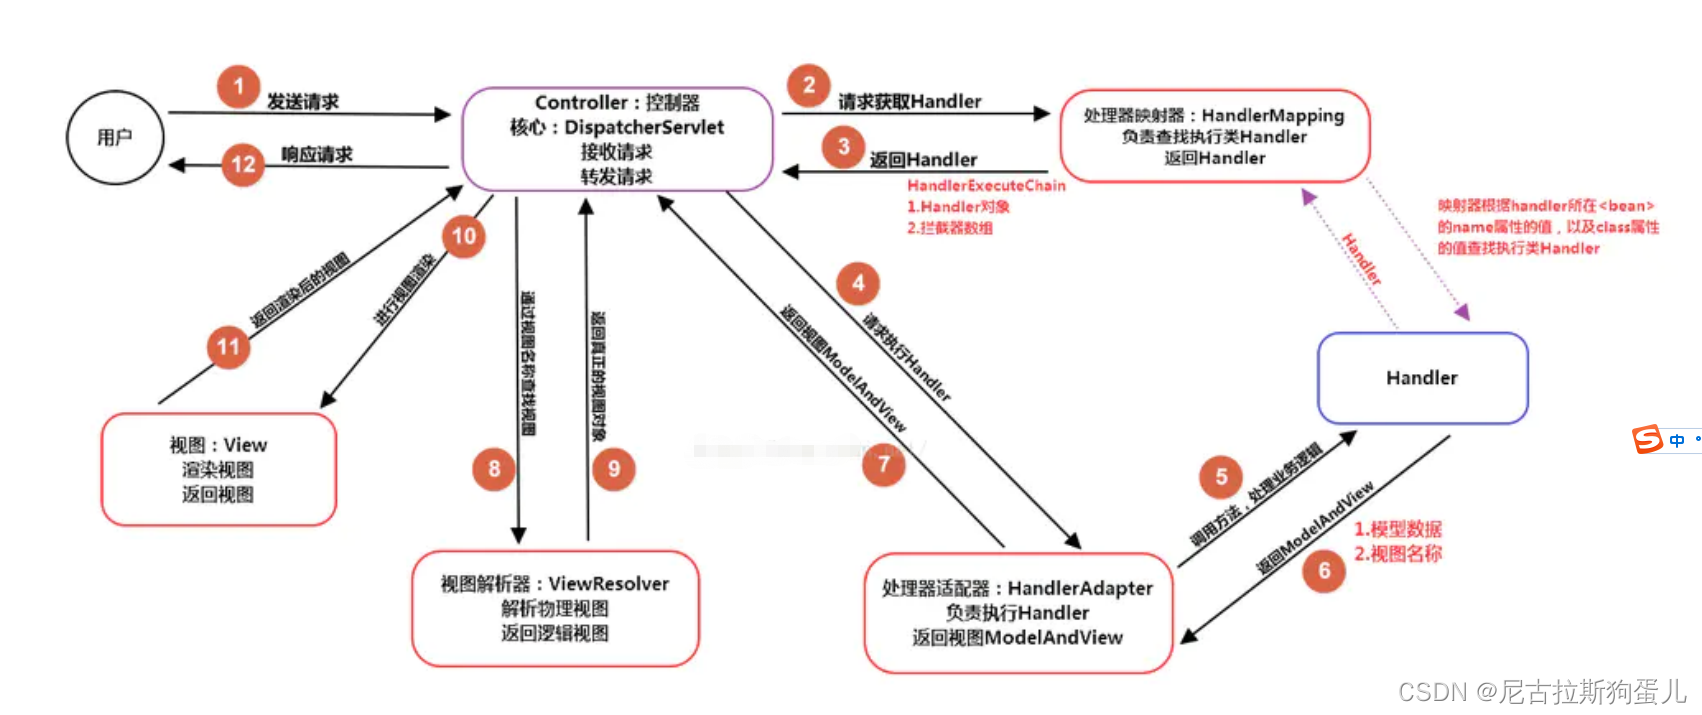 1
发送请求
用户
12
响应请求
Controller：控制器
核心：DispatcherServlet
接收请求
转发请求
2
请求获取Handler
3
返回Handler
HandlerExecuteChain
1.Handler对象
2.拦截器数组
处理器映射器：HandlerMapping
负责查找执行类Handler
返回Handler
映射器根据handler所在<bean>
的name属性的值，以及class属性
的值查找执行类Handler
Handler
Handler
4
请求执行Handler
5
调用方法，处理业务逻辑
6
返回ModelAndView
1.模型数据
2.视图名称
7
返回视图ModelAndView
处理器适配器：HandlerAdapter
负责执行Handler
返回视图ModelAndView
8
通过视图名称查找视图
9
返回真正的视图对象
视图解析器：ViewResolver
解析物理视图
返回逻辑视图
10
进行视图渲染
11
返回渲染后的视图
视图：View
渲染视图
返回视图
S
中
CSDN @尼古拉斯狗蛋儿